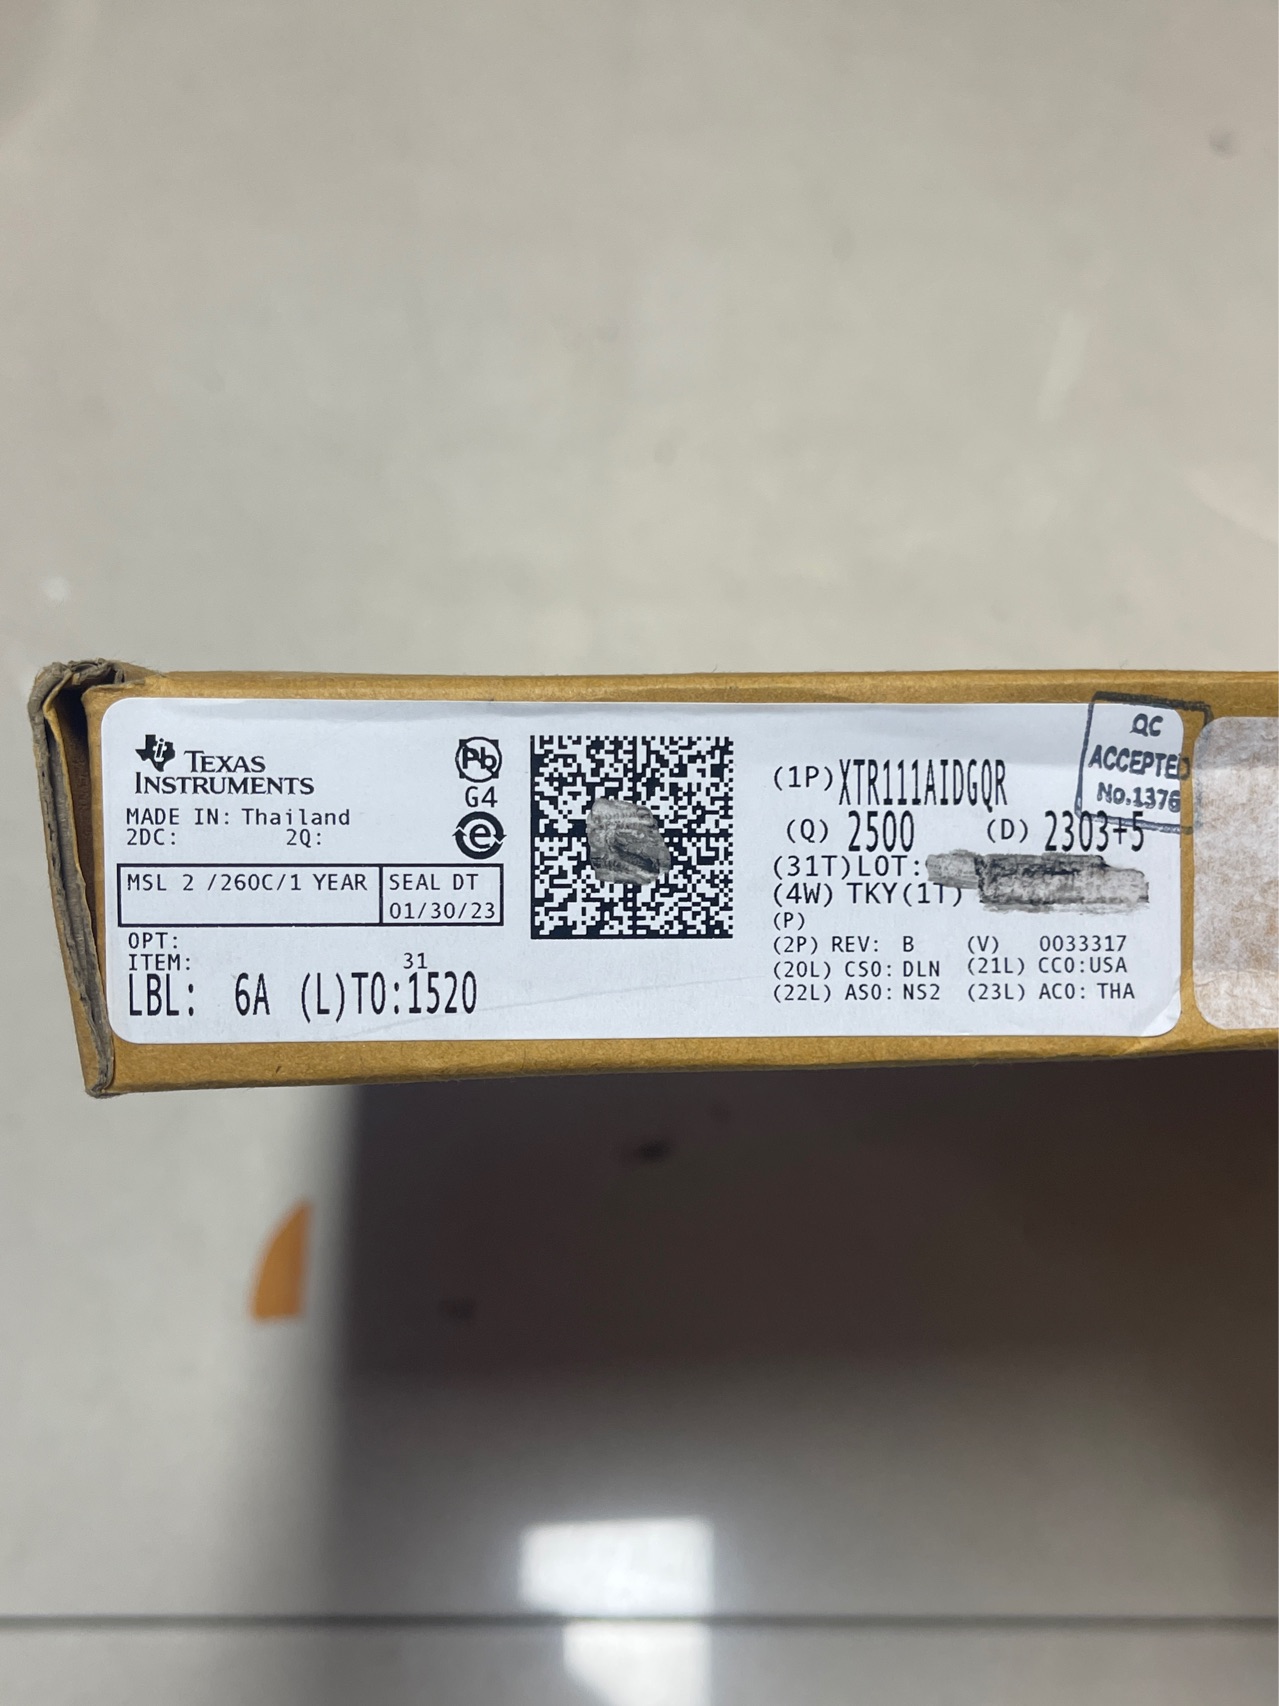 TEXAS
INSTRUMENTS
MADE IN: Thailand
2DC: 2Q:
MSL 2 /260C/1 YEAR
SEAL DT
01/30/23
OPT:
ITEM: 31
LBL: 6A (L)TO:1520
Pb
G4
e
(1P) XTR111AIDGQR
(Q) 2500 (D) 2303+5
(31T)LOT:
(4W) TKY(1T)
(P)
(2P) REV: B (V) 0033317
(20L) CSO: DLN (21L) CCO:USA
(22L) ASO: NS2 (23L) ACO: THA
QC
ACCEPTED
No.1376